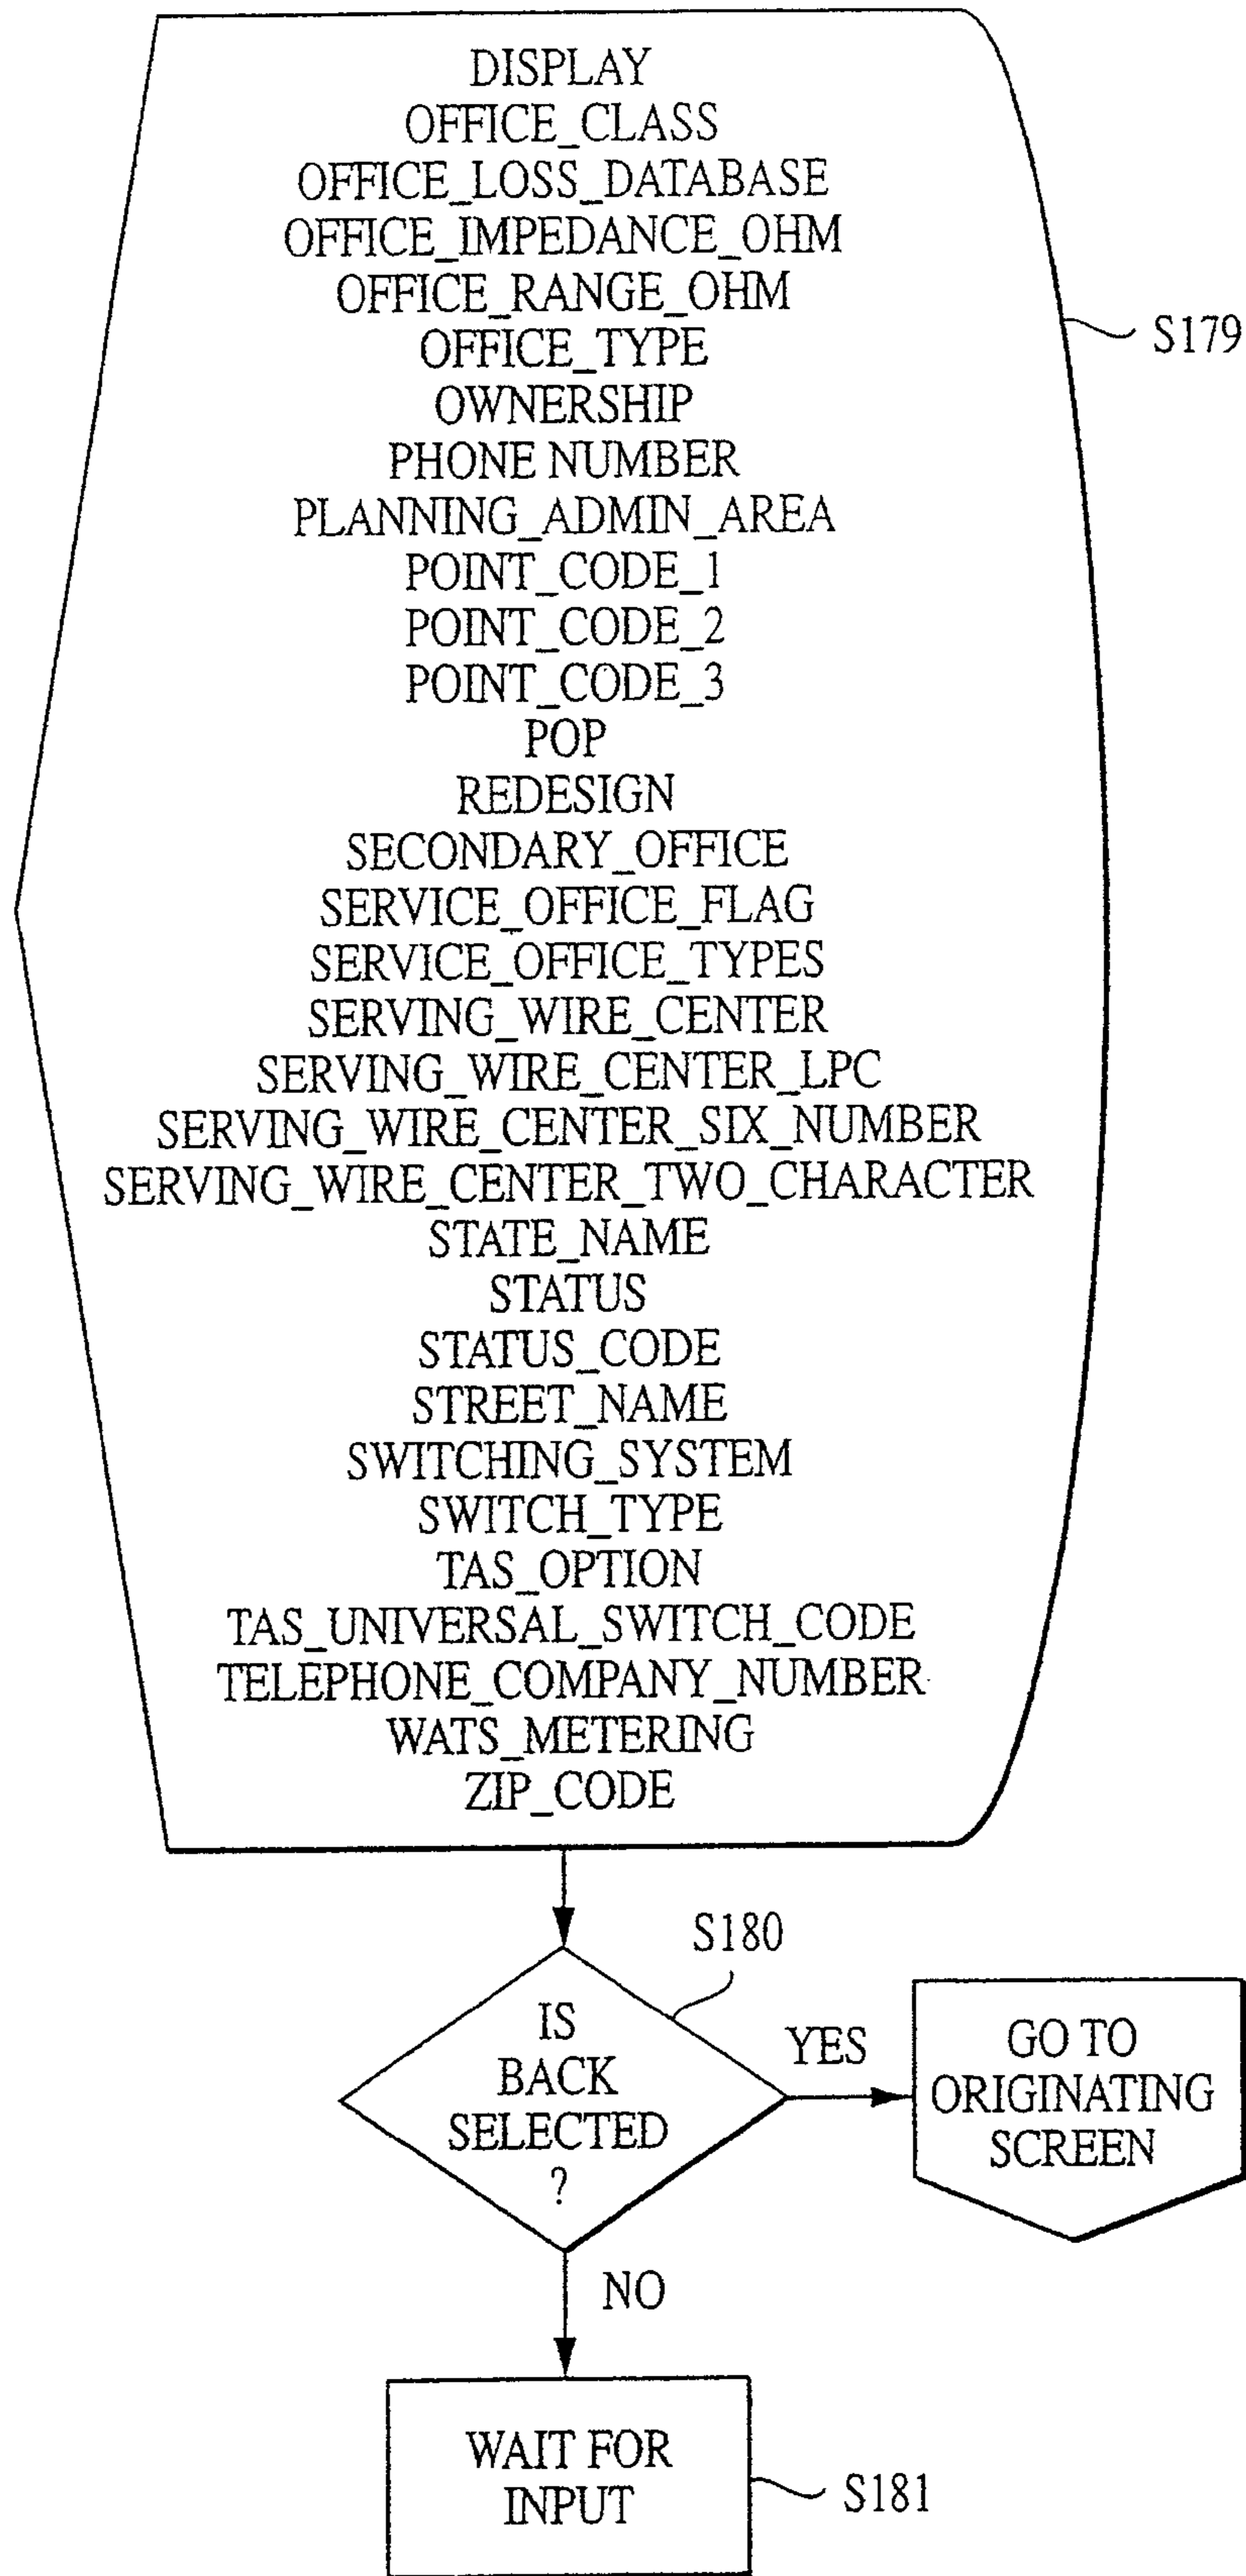 DISPLAY
OFFICE_CLASS
OFFICE_LOSS_DATABASE
OFFICE_IMPEDANCE_OHM
OFFICE_RANGE_OHM
OFFICE_TYPE
OWNERSHIP
PHONE NUMBER
PLANNING_ADMIN_AREA
POINT_CODE_1
POINT_CODE_2
POINT_CODE_3
POP
REDESIGN
SECONDARY_OFFICE
SERVICE_OFFICE_FLAG
SERVICE_OFFICE_TYPES
SERVING_WIRE_CENTER
SERVING_WIRE_CENTER_LPC
SERVING_WIRE_CENTER_SIX_NUMBER
SERVING_WIRE_CENTER_TWO_CHARACTER
STATE_NAME
STATUS
STATUS_CODE
STREET_NAME
SWITCHING_SYSTEM
SWITCH_TYPE
TAS_OPTION
TAS_UNIVERSAL_SWITCH_CODE
TELEPHONE_COMPANY_NUMBER
WATS_METERING
ZIP_CODE
S179
S180
IS
BACK
SELECTED
?
YES
GO TO
ORIGINATING
SCREEN
NO
WAIT FOR
INPUT
S181